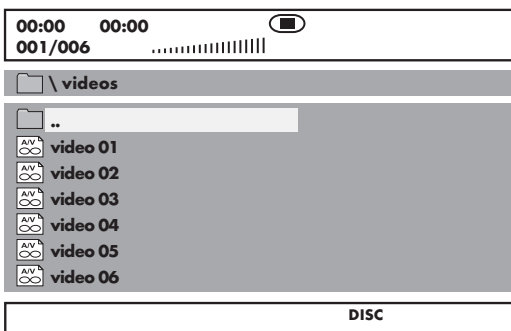 00:00 00:00
001/006
\ videos
..
A/V video 01
A/V video 02
A/V video 03
A/V video 04
A/V video 05
A/V video 06
DISC